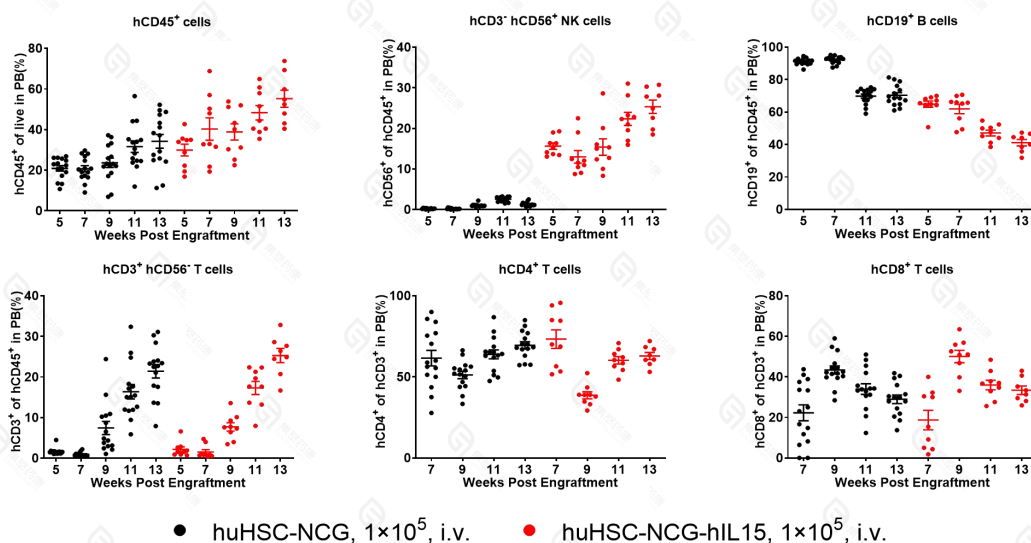 hCD45⁺ cells
hCD45⁺ of live in PB(%)
80
60
40
20
0
5 7 9 11 13 5 7 9 11 13
Weeks Post Engraftment
hCD3⁻ hCD56⁺ NK cells
hCD56⁺ of hCD45⁺ in PB(%)
40
30
20
10
0
5 7 9 11 13 5 7 9 11 13
Weeks Post Engraftment
hCD19⁺ B cells
hCD19⁺ of hCD45⁺ in PB(%)
100
80
60
40
20
0
5 7 11 13 5 7 11 13
Weeks Post Engraftment
hCD3⁺ hCD56⁻ T cells
hCD3⁺ of hCD45⁺ in PB(%)
40
30
20
10
0
5 7 9 11 13 5 7 9 11 13
Weeks Post Engraftment
hCD4⁺ T cells
hCD4⁺ of hCD3⁺ in PB(%)
100
50
0
7 9 11 13 7 9 11 13
Weeks Post Engraftment
hCD8⁺ T cells
hCD8⁺ of hCD3⁺ in PB(%)
80
60
40
20
0
7 9 11 13 7 9 11 13
Weeks Post Engraftment
huHSC-NCG, 1×10⁵, i.v.
huHSC-NCG-hIL15, 1×10⁵, i.v.